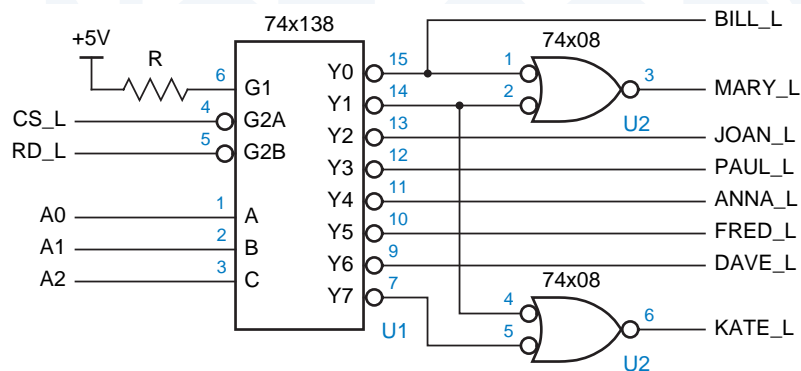 74x138
BILL_L
+5V
R
74x08
6 G1
Y0 15
1
3 MARY_L
CS_L 4 G2A
Y1 14
2
RD_L 5 G2B
Y2 13
U2
JOAN_L
Y3 12 PAUL_L
A0 1 A
Y4 11 ANNA_L
A1 2 B
Y5 10 FRED_L
A2 3 C
Y6 9 DAVE_L
Y7 7
74x08
4
5
6 KATE_L
U1
U2